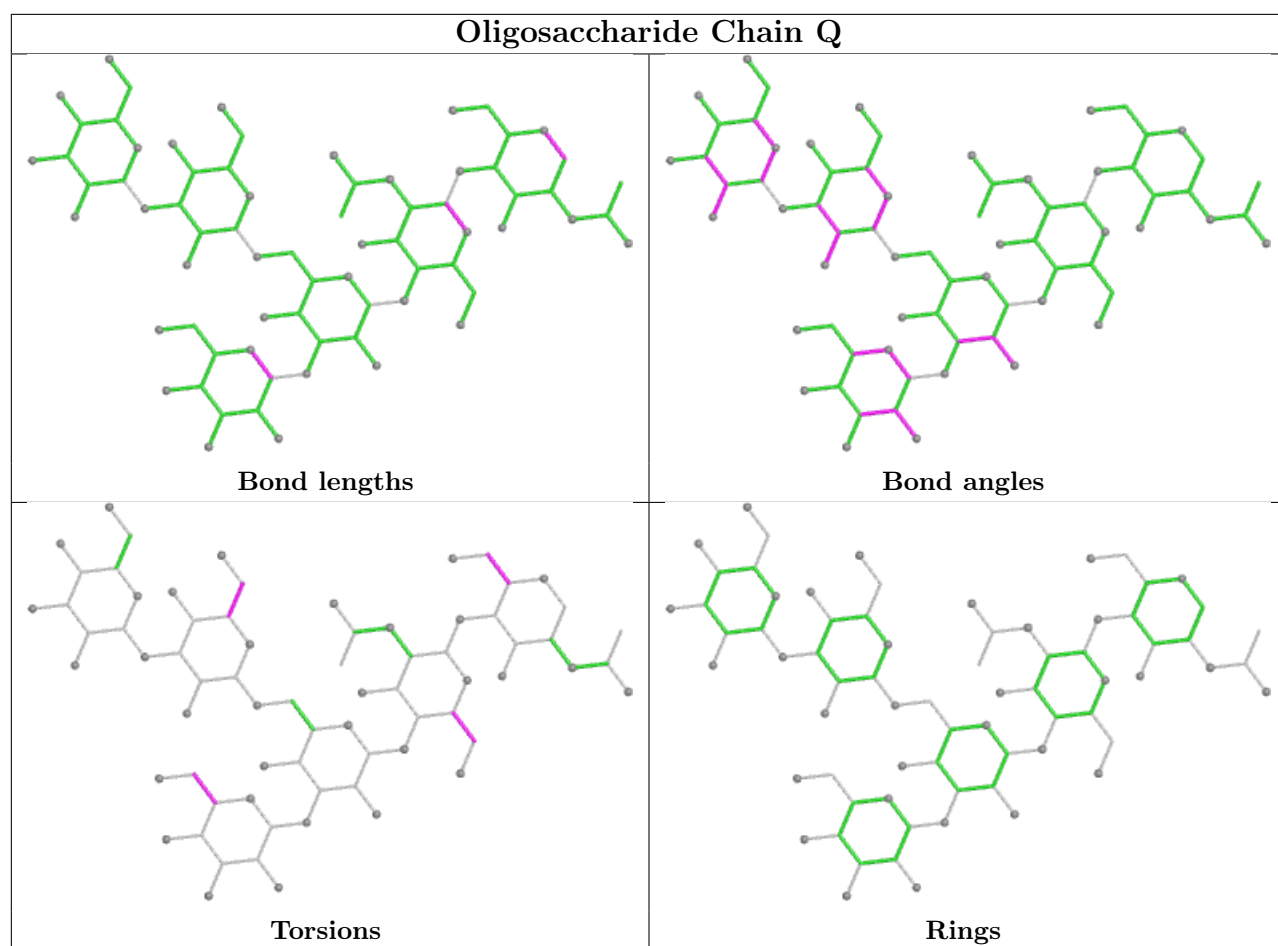 Oligosaccharide Chain Q
Bond lengths
Bond angles
Torsions
Rings